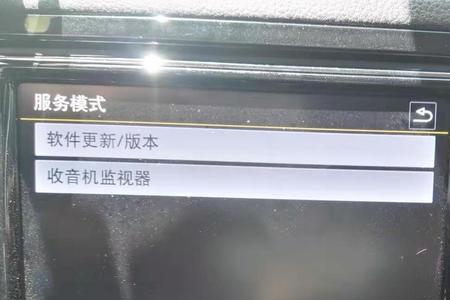 服务模式
软件更新/版本
收音机监视器